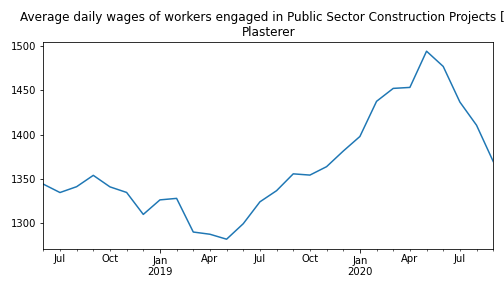 Average daily wages of workers engaged in Public Sector Construction Projects [
Plasterer
1500
1450
1400
1350
1300
Jul Oct Jan Apr Jul Oct Jan Apr Jul
2019 2020